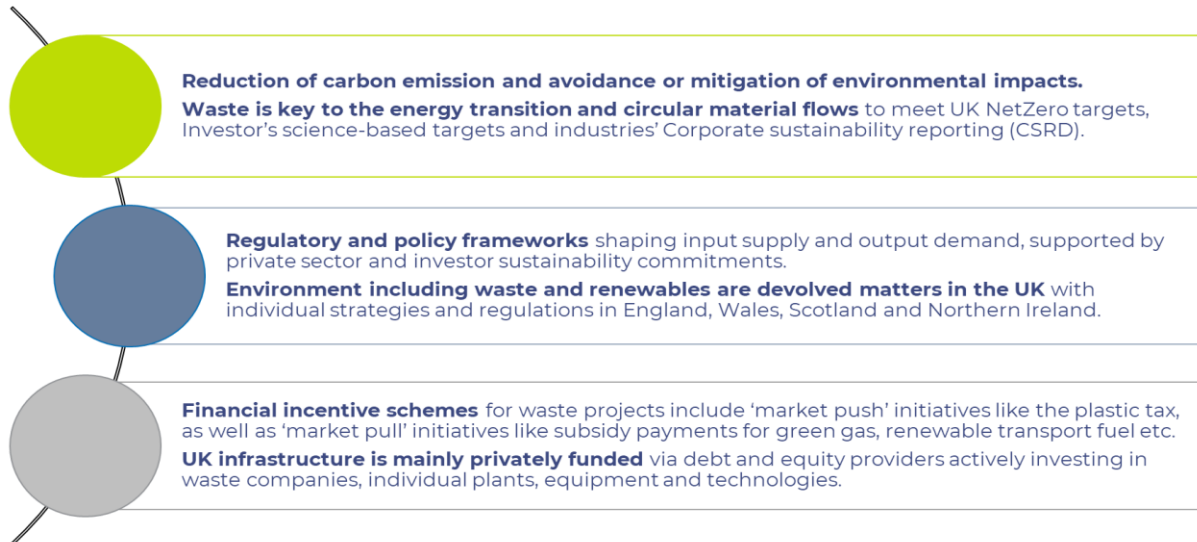 Reduction of carbon emission and avoidance or mitigation of environmental impacts.
Waste is key to the energy transition and circular material flows to meet UK NetZero targets,
Investor's science-based targets and industries' Corporate sustainability reporting (CSRD).
Regulatory and policy frameworks shaping input supply and output demand, supported by
private sector and investor sustainability commitments.
Environment including waste and renewables are devolved matters in the UK with
individual strategies and regulations in England, Wales, Scotland and Northern Ireland.
Financial incentive schemes for waste projects include ‘market push’ initiatives like the plastic tax,
as well as ‘market pull’ initiatives like subsidy payments for green gas, renewable transport fuel etc.
UK infrastructure is mainly privately funded via debt and equity providers actively investing in
waste companies, individual plants, equipment and technologies.